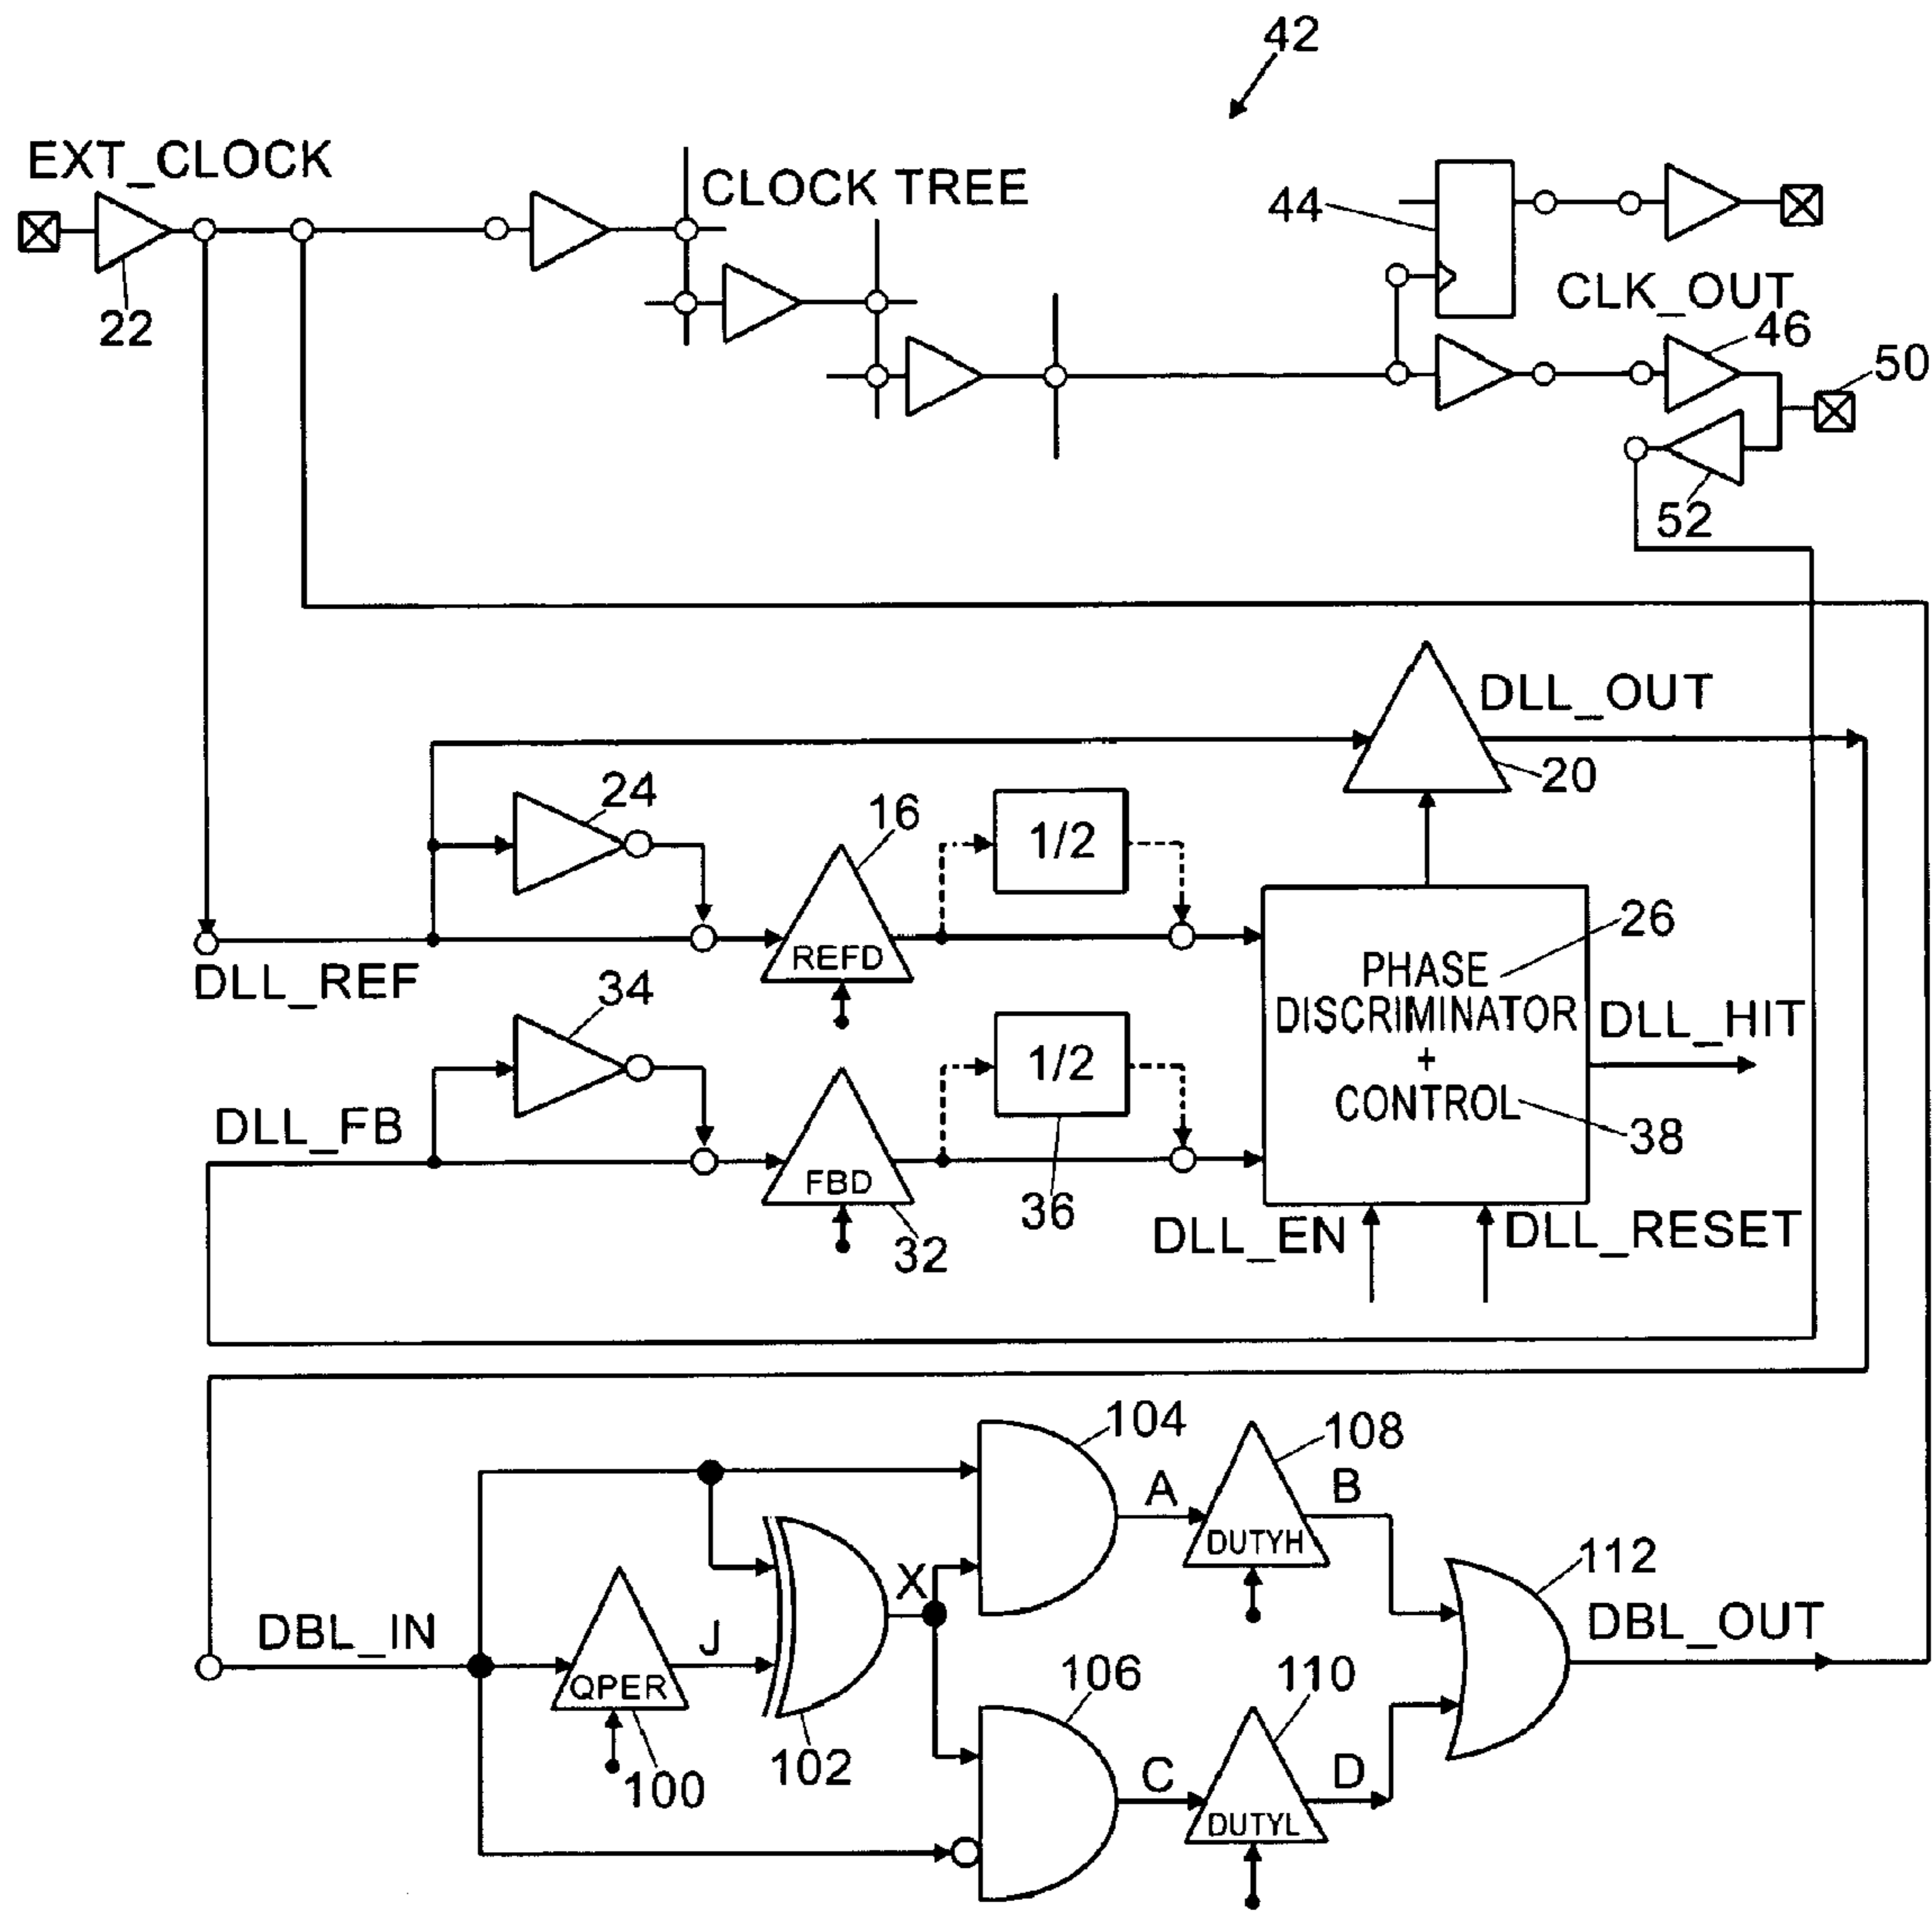 42
EXT_CLOCK
CLOCK TREE
44
22
CLK_OUT
46
50
52
DLL_OUT
20
24
16
1/2
26
REFD
DLL_REF
PHASE
DISCRIMINATOR
+
CONTROL
34
DLL_HIT
1/2
DLL_FB
38
FBD
36
32
DLL_EN
DLL_RESET
104
108
A
B
DUTYH
112
X
DBL_IN
J
DBL_OUT
QPER
106
110
102
100
C
D
DUTYL